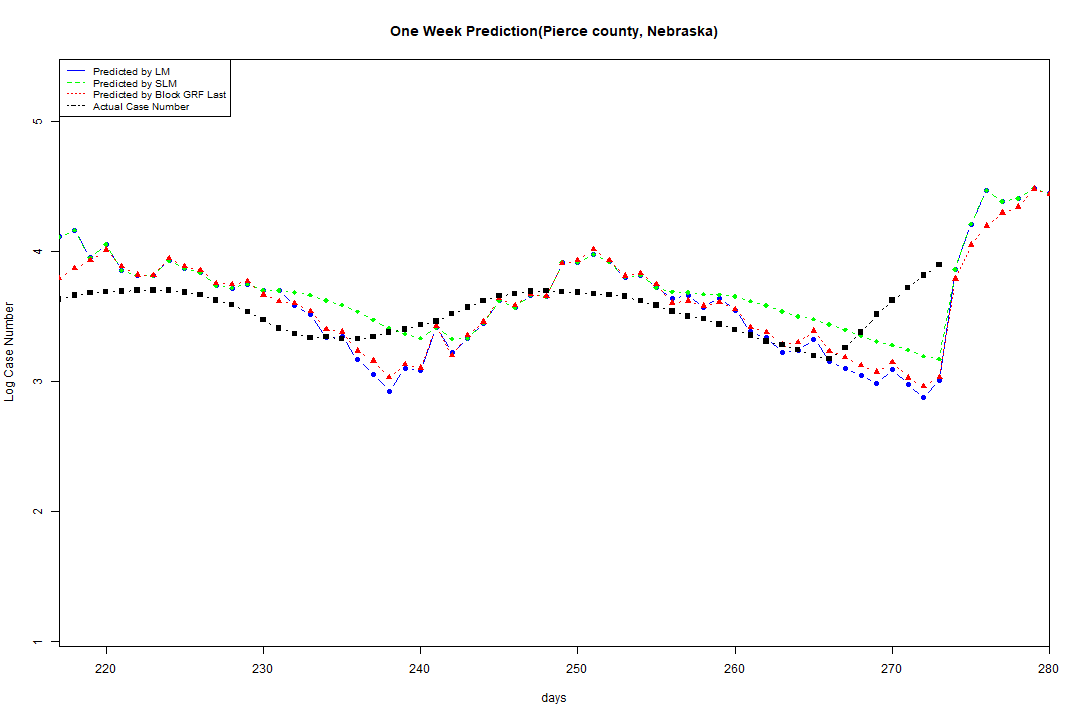 One Week Prediction(Pierce county, Nebraska)
Predicted by LM
Predicted by SLM
Predicted by Block GRF Last
Actual Case Number
5
4
3
2
1
Log Case Number
220 230 240 250 260 270 280
days